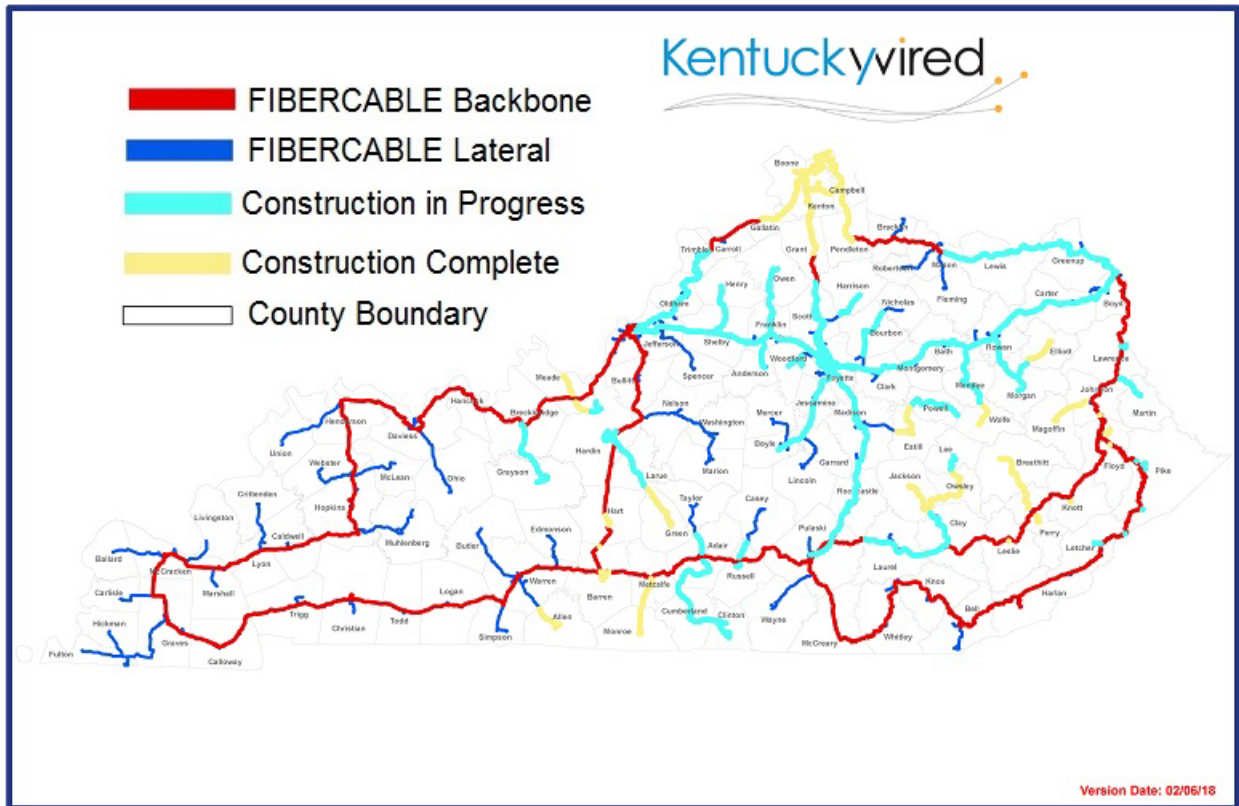 Kentuckywired
FIBERCABLE Backbone
FIBERCABLE Lateral
Construction in Progress
Construction Complete
County Boundary
Boone
Campbell
Kenton
Gallatin
Bracken
Trimble
Carroll
Grant
Pendleton
Mason
Lewis
Greenup
Robertson
Owen
Henry
Harrison
Fleming
Carter
Boyd
Oldham
Nicholas
Scott
Franklin
Bourbon
Jefferson
Shelby
Rowan
Bath
Elliott
Lawrence
Woodford
Montgomery
Spencer
Anderson
Fayette
Clark
Menifee
Morgan
Johnson
Martin
Meade
Bullitt
Jessamine
Madison
Powell
Wolfe
Magoffin
Hancock
Breckinridge
Nelson
Washington
Mercer
Henderson
Daviess
Boyle
Estill
Lee
Breathitt
Floyd
Pike
Union
Webster
McLean
Ohio
Grayson
Hardin
Larue
Marion
Garrard
Lincoln
Jackson
Owsley
Crittenden
Livingston
Hopkins
Taylor
Casey
Rockcastle
Knott
Caldwell
Muhlenberg
Butler
Edmonson
Hart
Green
Adair
Pulaski
Clay
Perry
Leslie
Letcher
Ballard
McCracken
Lyon
Warren
Metcalfe
Russell
Laurel
Knox
Carlisle
Marshall
Logan
Barren
Cumberland
Clinton
Wayne
Bell
Harlan
Hickman
Trigg
Christian
Todd
Simpson
Allen
Monroe
McCreary
Whitley
Fulton
Graves
Calloway
Version Date: 02/06/18